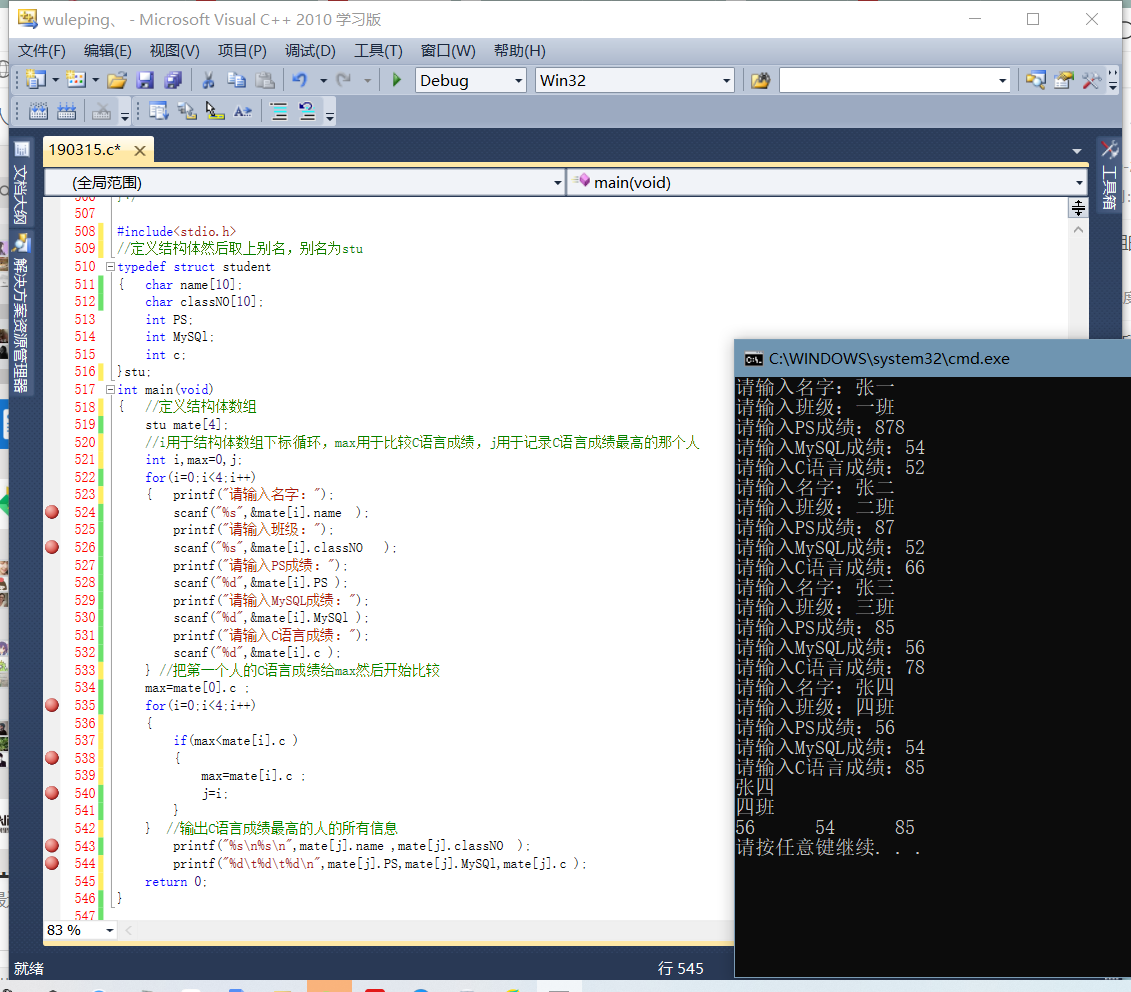 wuleping、 - Microsoft Visual C++ 2010 学习版
文件(F) 编辑(E) 视图(V) 项目(P) 调试(D) 工具(T) 窗口(W) 帮助(H)
Debug Win32
190315.c*
(全局范围) main(void)
文档大纲
解决方案资源管理器
工具箱
507
508 #include<stdio.h>
509 //定义结构体然后取上别名，别名为stu
510 typedef struct student
511 { char name[10];
512 char classNO[10];
513 int PS;
514 int MySQl;
515 int c;
516 }stu;
517 int main(void)
518 { //定义结构体数组
519 stu mate[4];
520 //i用于结构体数组下标循环，max用于比较C语言成绩，j用于记录C语言成绩最高的那个人
521 int i,max=0,j;
522 for(i=0;i<4;i++)
523 { printf("请输入名字：");
524 scanf("%s",&mate[i].name );
525 printf("请输入班级：");
526 scanf("%s",&mate[i].classNO );
527 printf("请输入PS成绩：");
528 scanf("%d",&mate[i].PS );
529 printf("请输入MySQL成绩：");
530 scanf("%d",&mate[i].MySQl );
531 printf("请输入C语言成绩：");
532 scanf("%d",&mate[i].c );
533 } //把第一个人的C语言成绩给max然后开始比较
534 max=mate[0].c ;
535 for(i=0;i<4;i++)
536 {
537 if(max<mate[i].c )
538 {
539 max=mate[i].c ;
540 j=i;
541 }
542 } //输出C语言成绩最高的人的所有信息
543 printf("%s\n%s\n",mate[j].name ,mate[j].classNO );
544 printf("%d\t%d\t%d\n",mate[j].PS,mate[j].MySQl,mate[j].c );
545 return 0;
546 }
547
83 %
就绪 行 545
C:\WINDOWS\system32\cmd.exe
请输入名字：张一
请输入班级：一班
请输入PS成绩：878
请输入MySQL成绩：54
请输入C语言成绩：52
请输入名字：张二
请输入班级：二班
请输入PS成绩：87
请输入MySQL成绩：52
请输入C语言成绩：66
请输入名字：张三
请输入班级：三班
请输入PS成绩：85
请输入MySQL成绩：56
请输入C语言成绩：78
请输入名字：张四
请输入班级：四班
请输入PS成绩：56
请输入MySQL成绩：54
请输入C语言成绩：85
张四
四班
56 54 85
请按任意键继续. . .